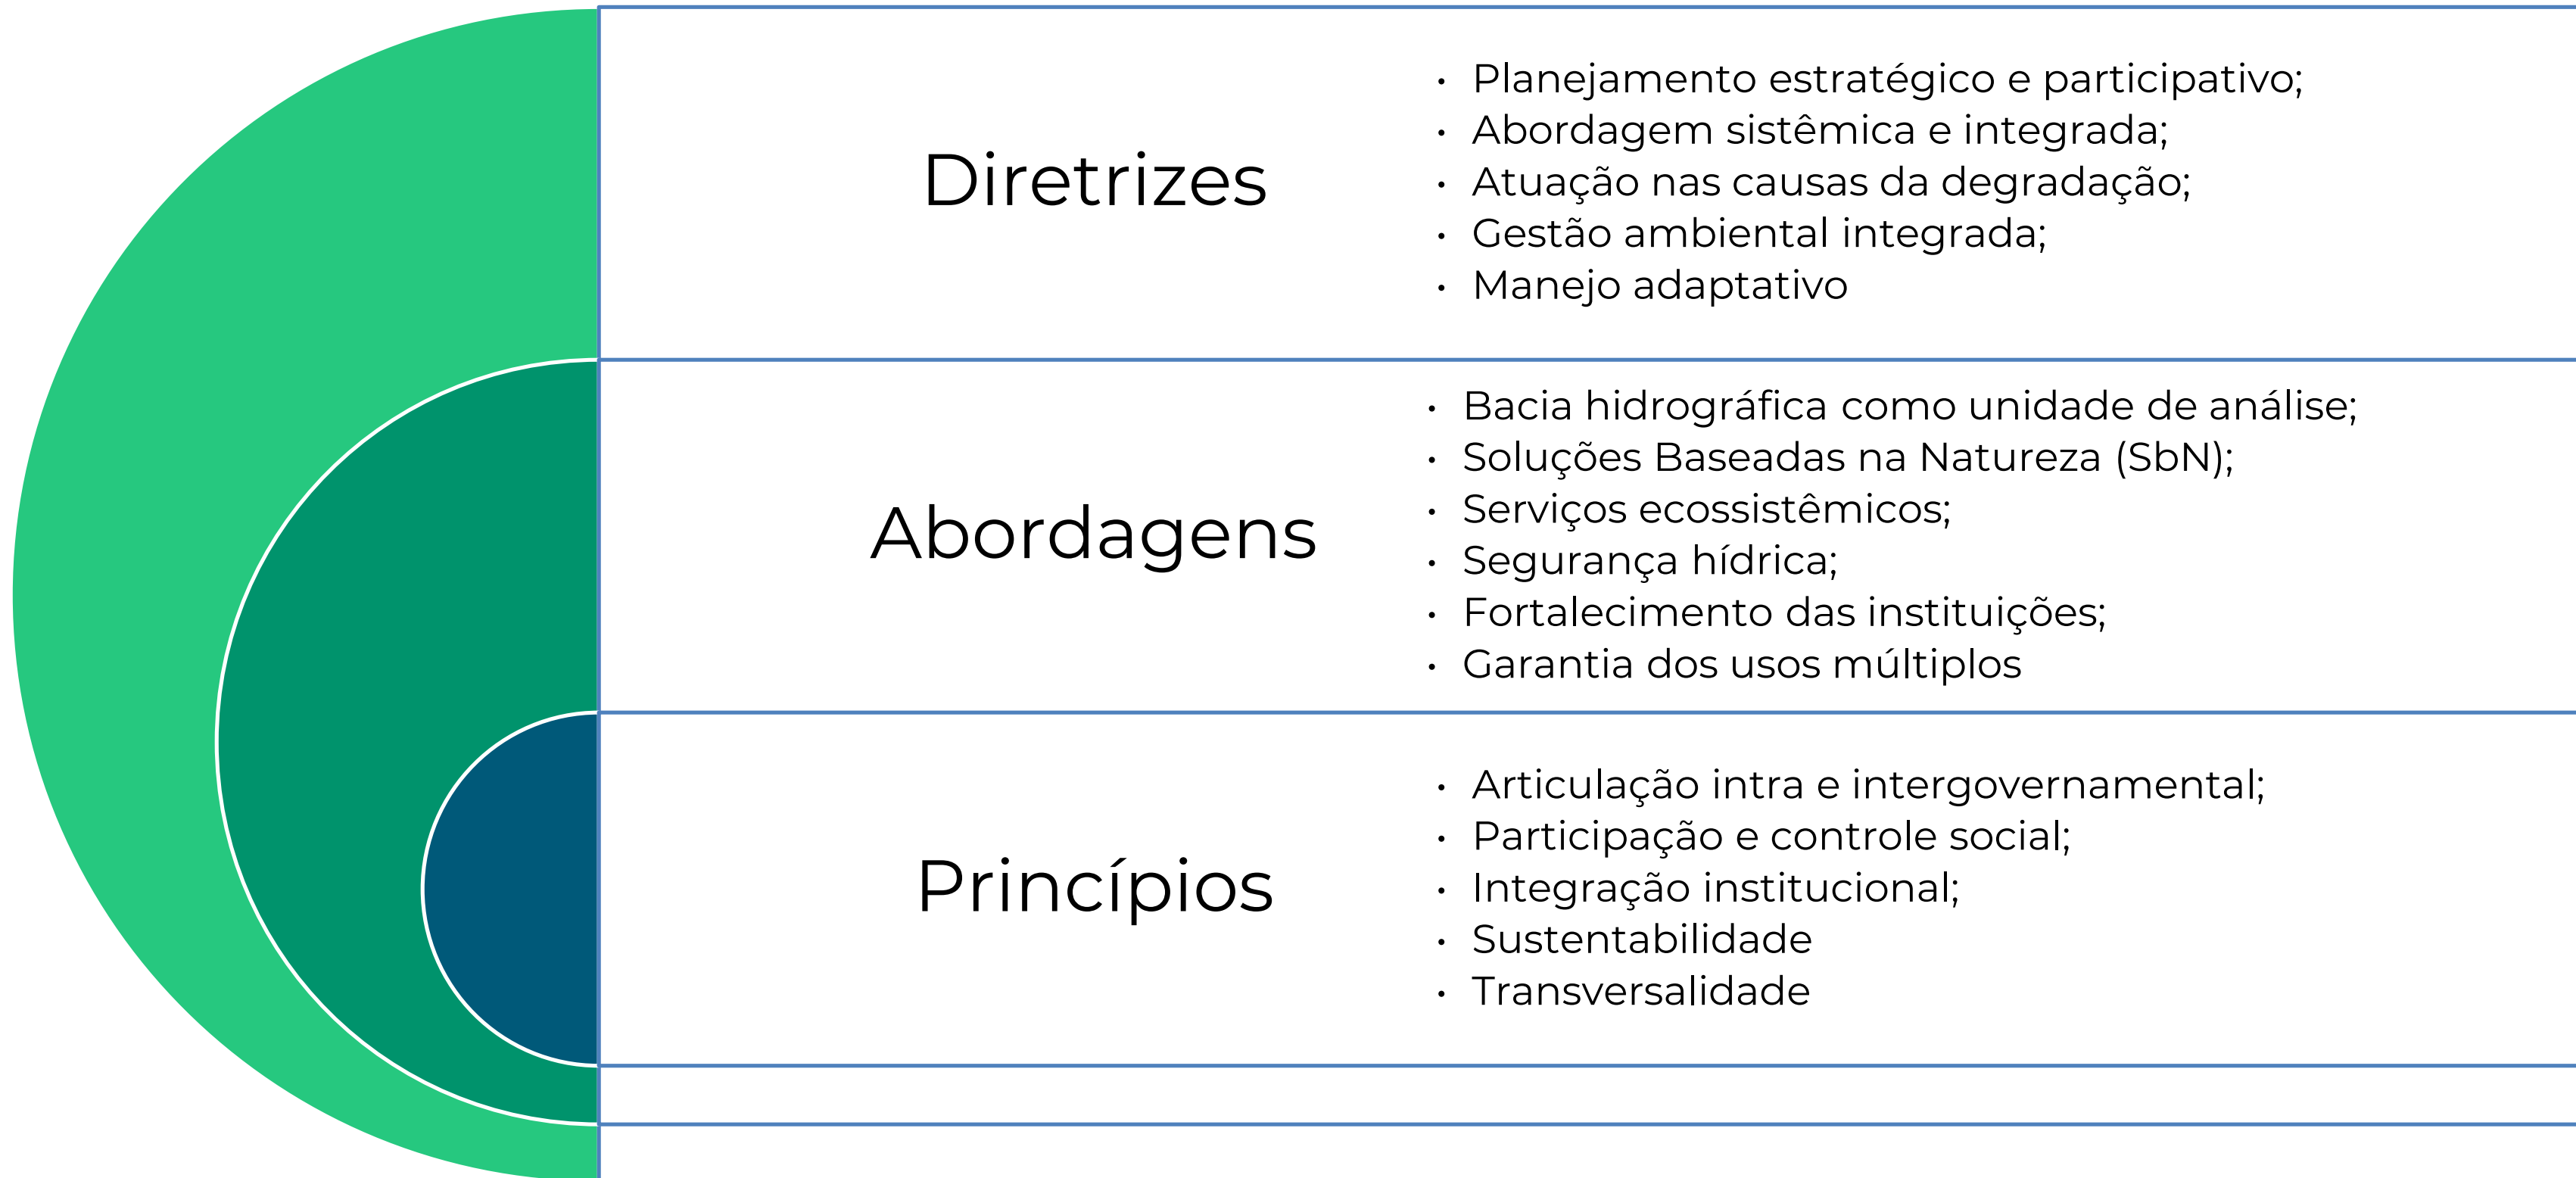 Diretrizes
• Planejamento estratégico e participativo;
• Abordagem sistêmica e integrada;
• Atuação nas causas da degradação;
• Gestão ambiental integrada;
• Manejo adaptativo
Abordagens
• Bacia hidrográfica como unidade de análise;
• Soluções Baseadas na Natureza (SbN);
• Serviços ecossistêmicos;
• Segurança hídrica;
• Fortalecimento das instituições;
• Garantia dos usos múltiplos
Princípios
• Articulação intra e intergovernamental;
• Participação e controle social;
• Integração institucional;
• Sustentabilidade
• Transversalidade